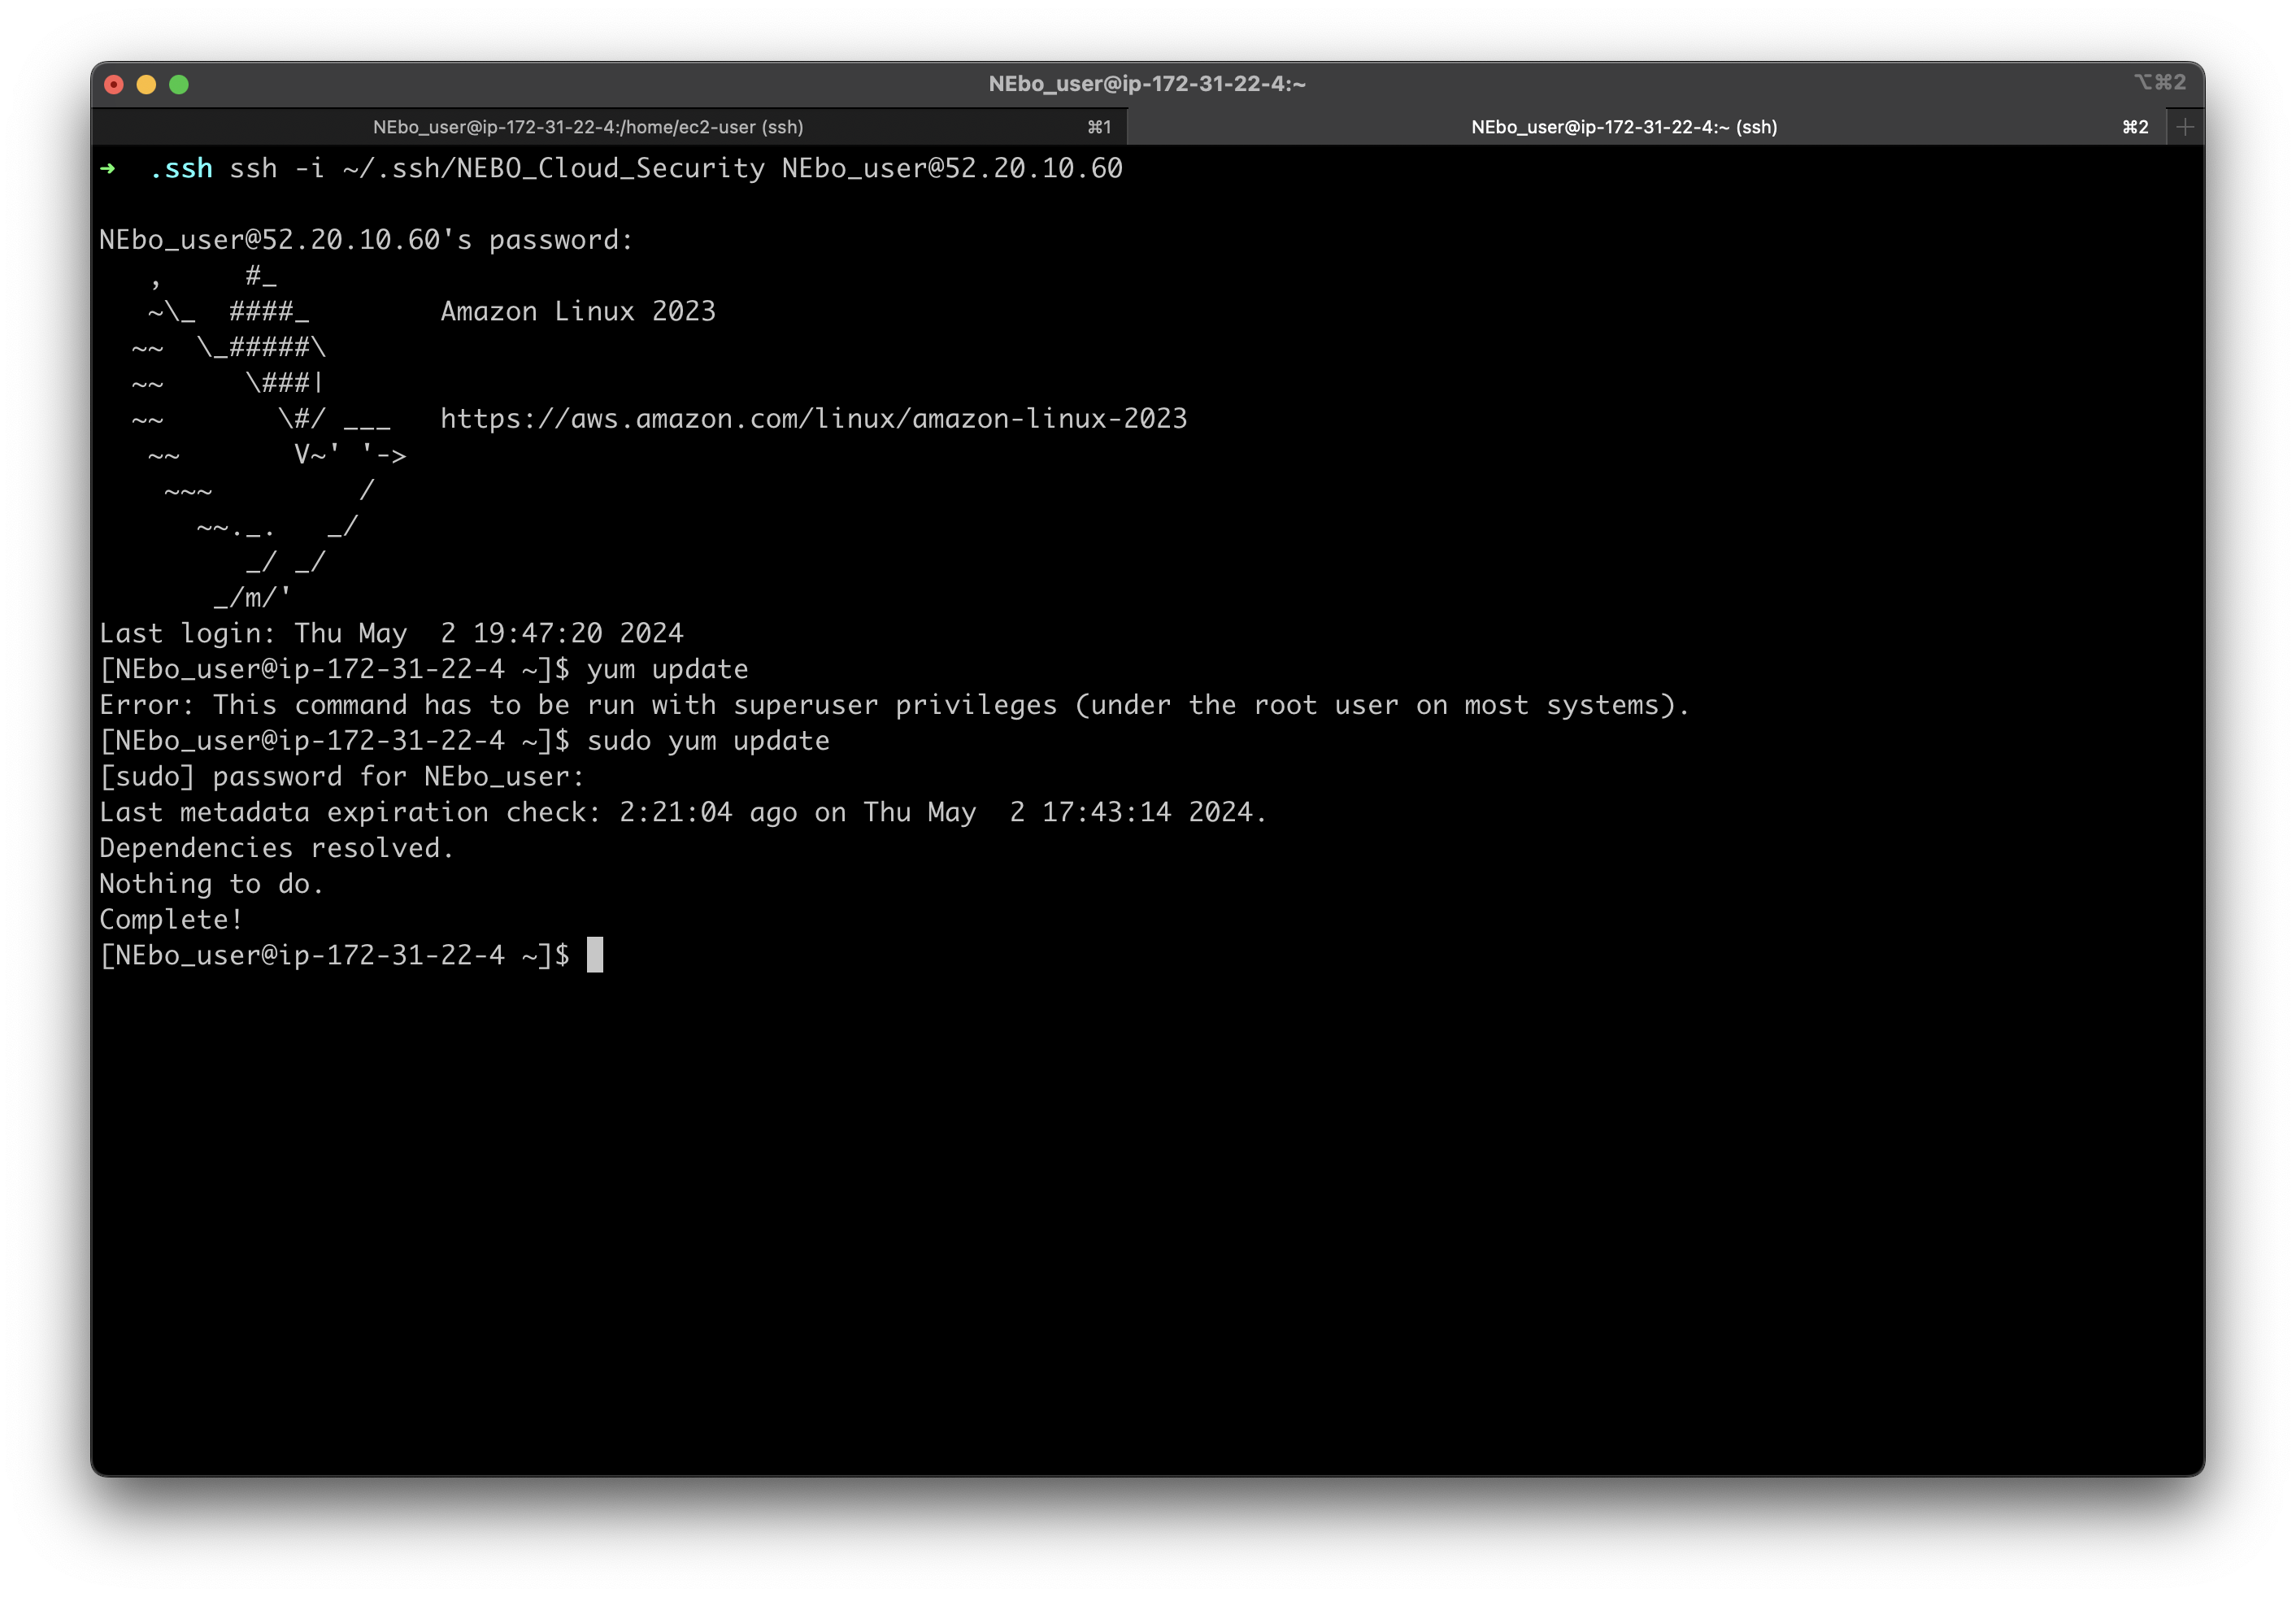 NEbo_user@ip-172-31-22-4:~
⌥⌘2
NEbo_user@ip-172-31-22-4:/home/ec2-user (ssh) ⌘1
NEbo_user@ip-172-31-22-4:~ (ssh) ⌘2
➜  .ssh ssh -i ~/.ssh/NEBO_Cloud_Security NEbo_user@52.20.10.60
NEbo_user@52.20.10.60's password:
   ,     #_
   ~\_  ####_        Amazon Linux 2023
  ~~  \_#####\
  ~~     \###|
  ~~       \#/ ___   https://aws.amazon.com/linux/amazon-linux-2023
   ~~       V~' '->
    ~~~         /
      ~~._.   _/
         _/ _/
       _/m/'
Last login: Thu May  2 19:47:20 2024
[NEbo_user@ip-172-31-22-4 ~]$ yum update
Error: This command has to be run with superuser privileges (under the root user on most systems).
[NEbo_user@ip-172-31-22-4 ~]$ sudo yum update
[sudo] password for NEbo_user:
Last metadata expiration check: 2:21:04 ago on Thu May  2 17:43:14 2024.
Dependencies resolved.
Nothing to do.
Complete!
[NEbo_user@ip-172-31-22-4 ~]$